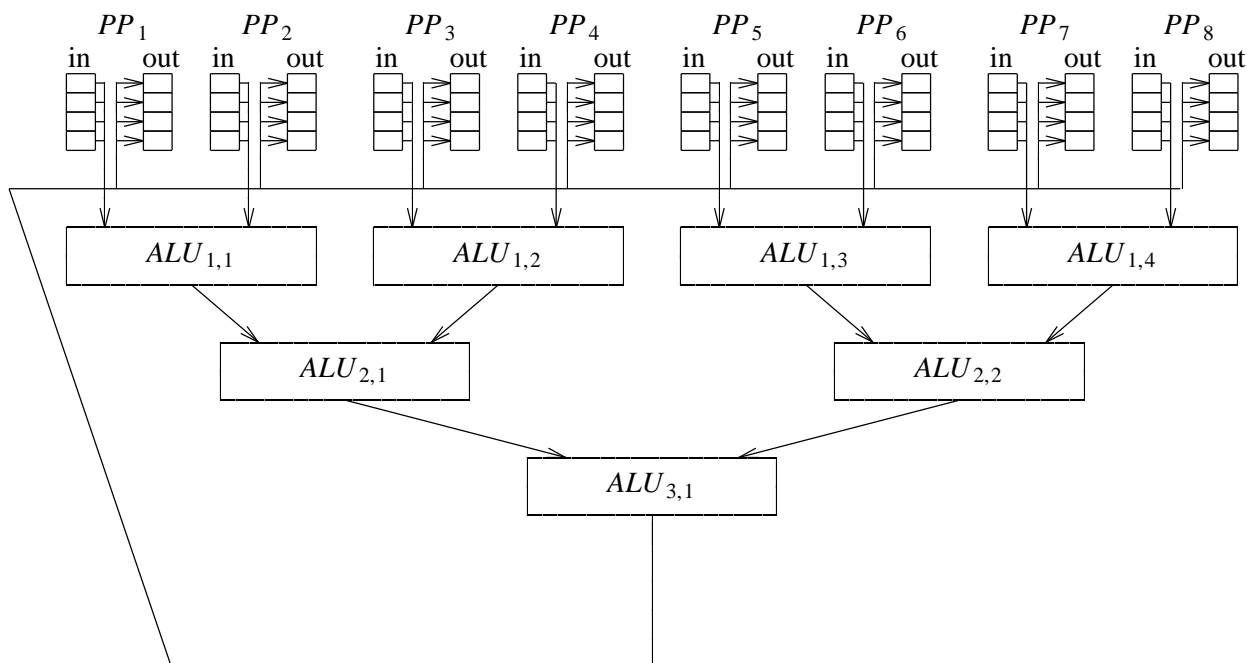 PP1 PP2 PP3 PP4 PP5 PP6 PP7 PP8
in out in out in out in out in out in out in out in out
ALU1,1 ALU1,2 ALU1,3 ALU1,4
ALU2,1 ALU2,2
ALU3,1